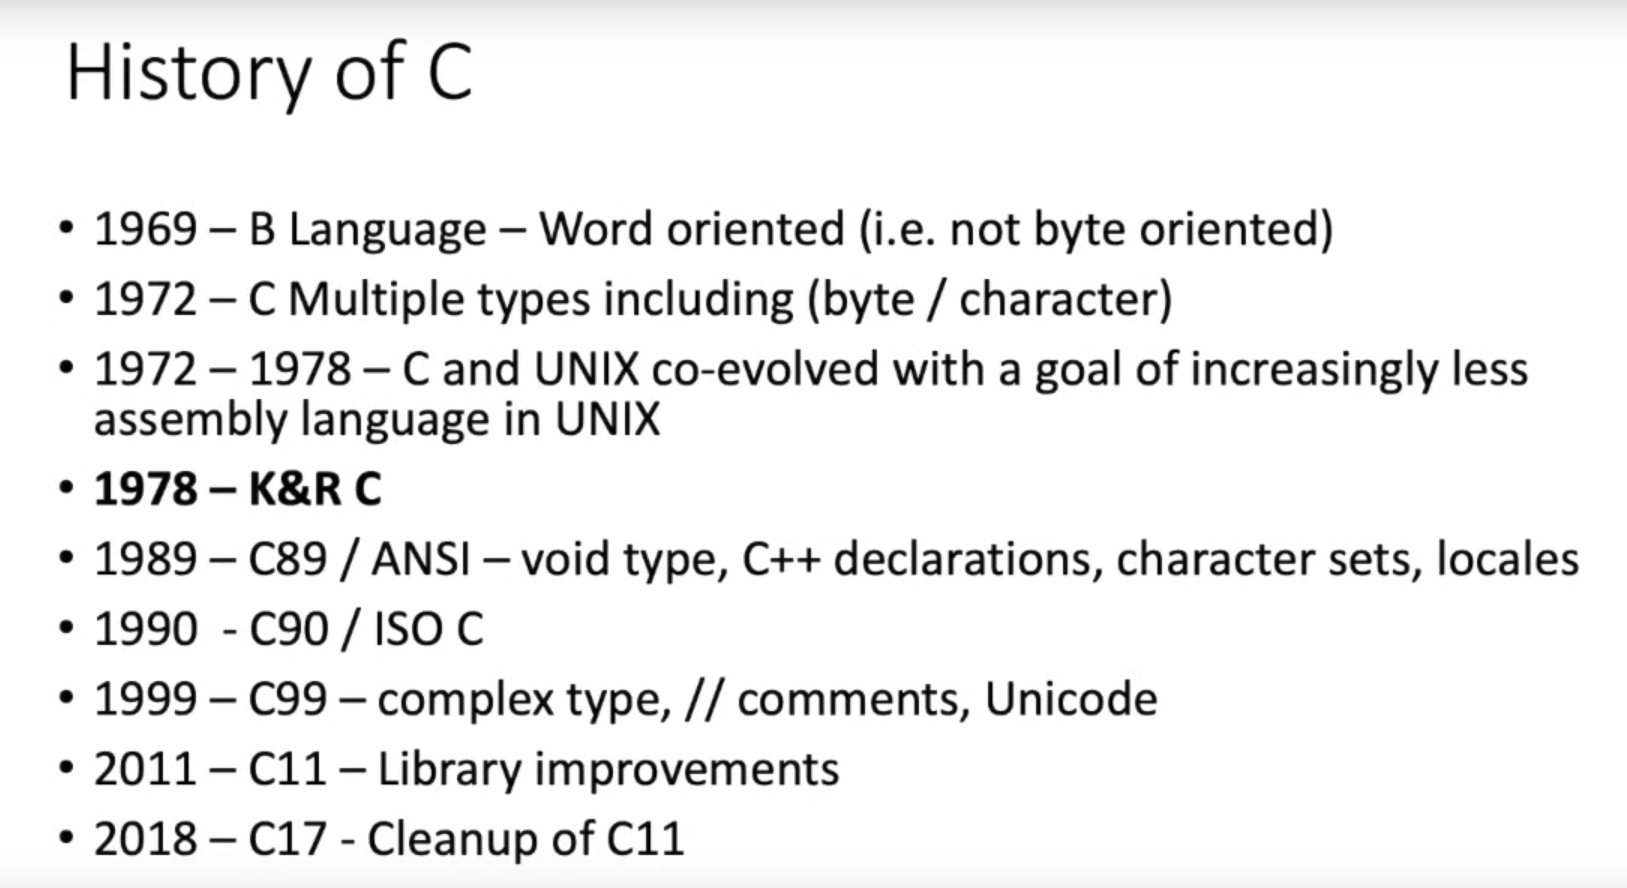 History of C
• 1969 – B Language – Word oriented (i.e. not byte oriented)
• 1972 – C Multiple types including (byte / character)
• 1972 – 1978 – C and UNIX co-evolved with a goal of increasingly less
assembly language in UNIX
• 1978 – K&R C
• 1989 – C89 / ANSI – void type, C++ declarations, character sets, locales
• 1990  - C90 / ISO C
• 1999 – C99 – complex type, // comments, Unicode
• 2011 – C11 – Library improvements
• 2018 – C17 - Cleanup of C11